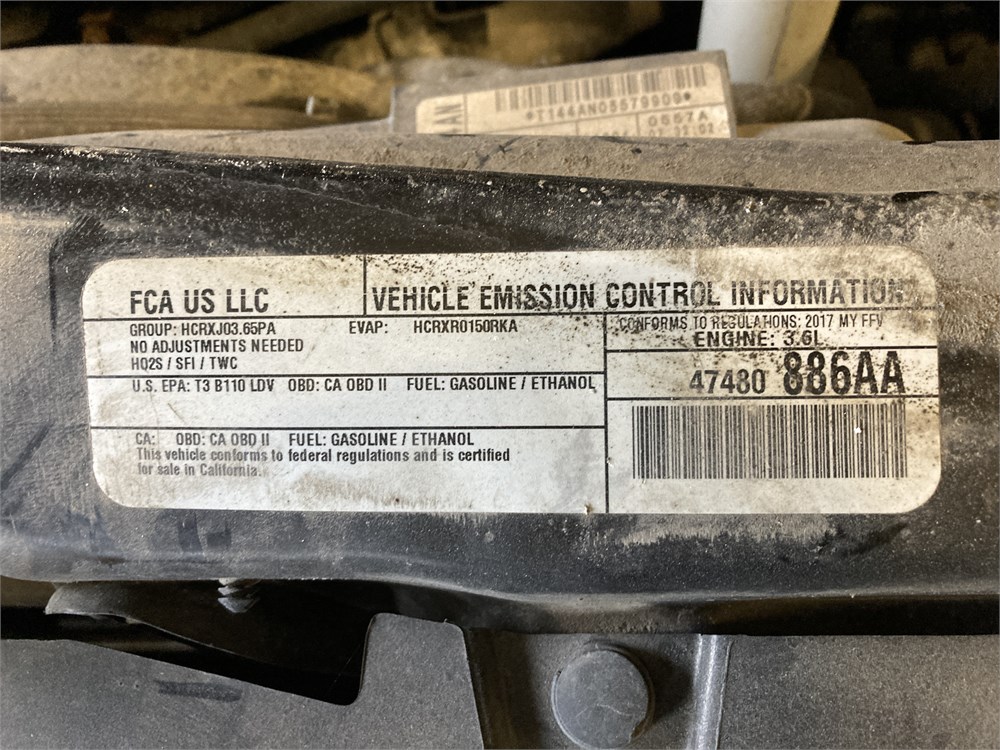 *T144AN05579909*
AN
0557A
FCA US LLC
VEHICLE EMISSION CONTROL INFORMATION
GROUP: HCRXJ03.65PA EVAP: HCRXR0150RKA
NO ADJUSTMENTS NEEDED
HO2S / SFI / TWC
CONFORMS TO REGULATIONS: 2017 MY FFV
ENGINE: 3.6L
47480 886AA
U.S. EPA: T3 B110 LDV OBD: CA OBD II FUEL: GASOLINE / ETHANOL
CA: OBD: CA OBD II FUEL: GASOLINE / ETHANOL
This vehicle conforms to federal regulations and is certified
for sale in California.